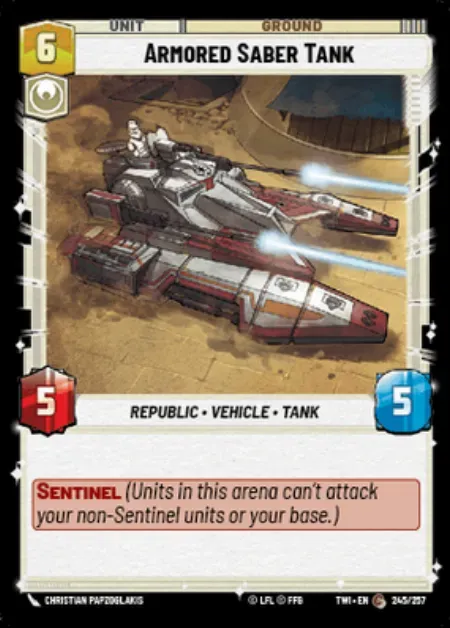 UNIT
GROUND
6
ARMORED SABER TANK
5
REPUBLIC • VEHICLE • TANK
5
SENTINEL (Units in this arena can't attack
your non-Sentinel units or your base.)
CHRISTIAN PAPZOGLAKIS
© LFL © FFG
TWI • EN
245/257